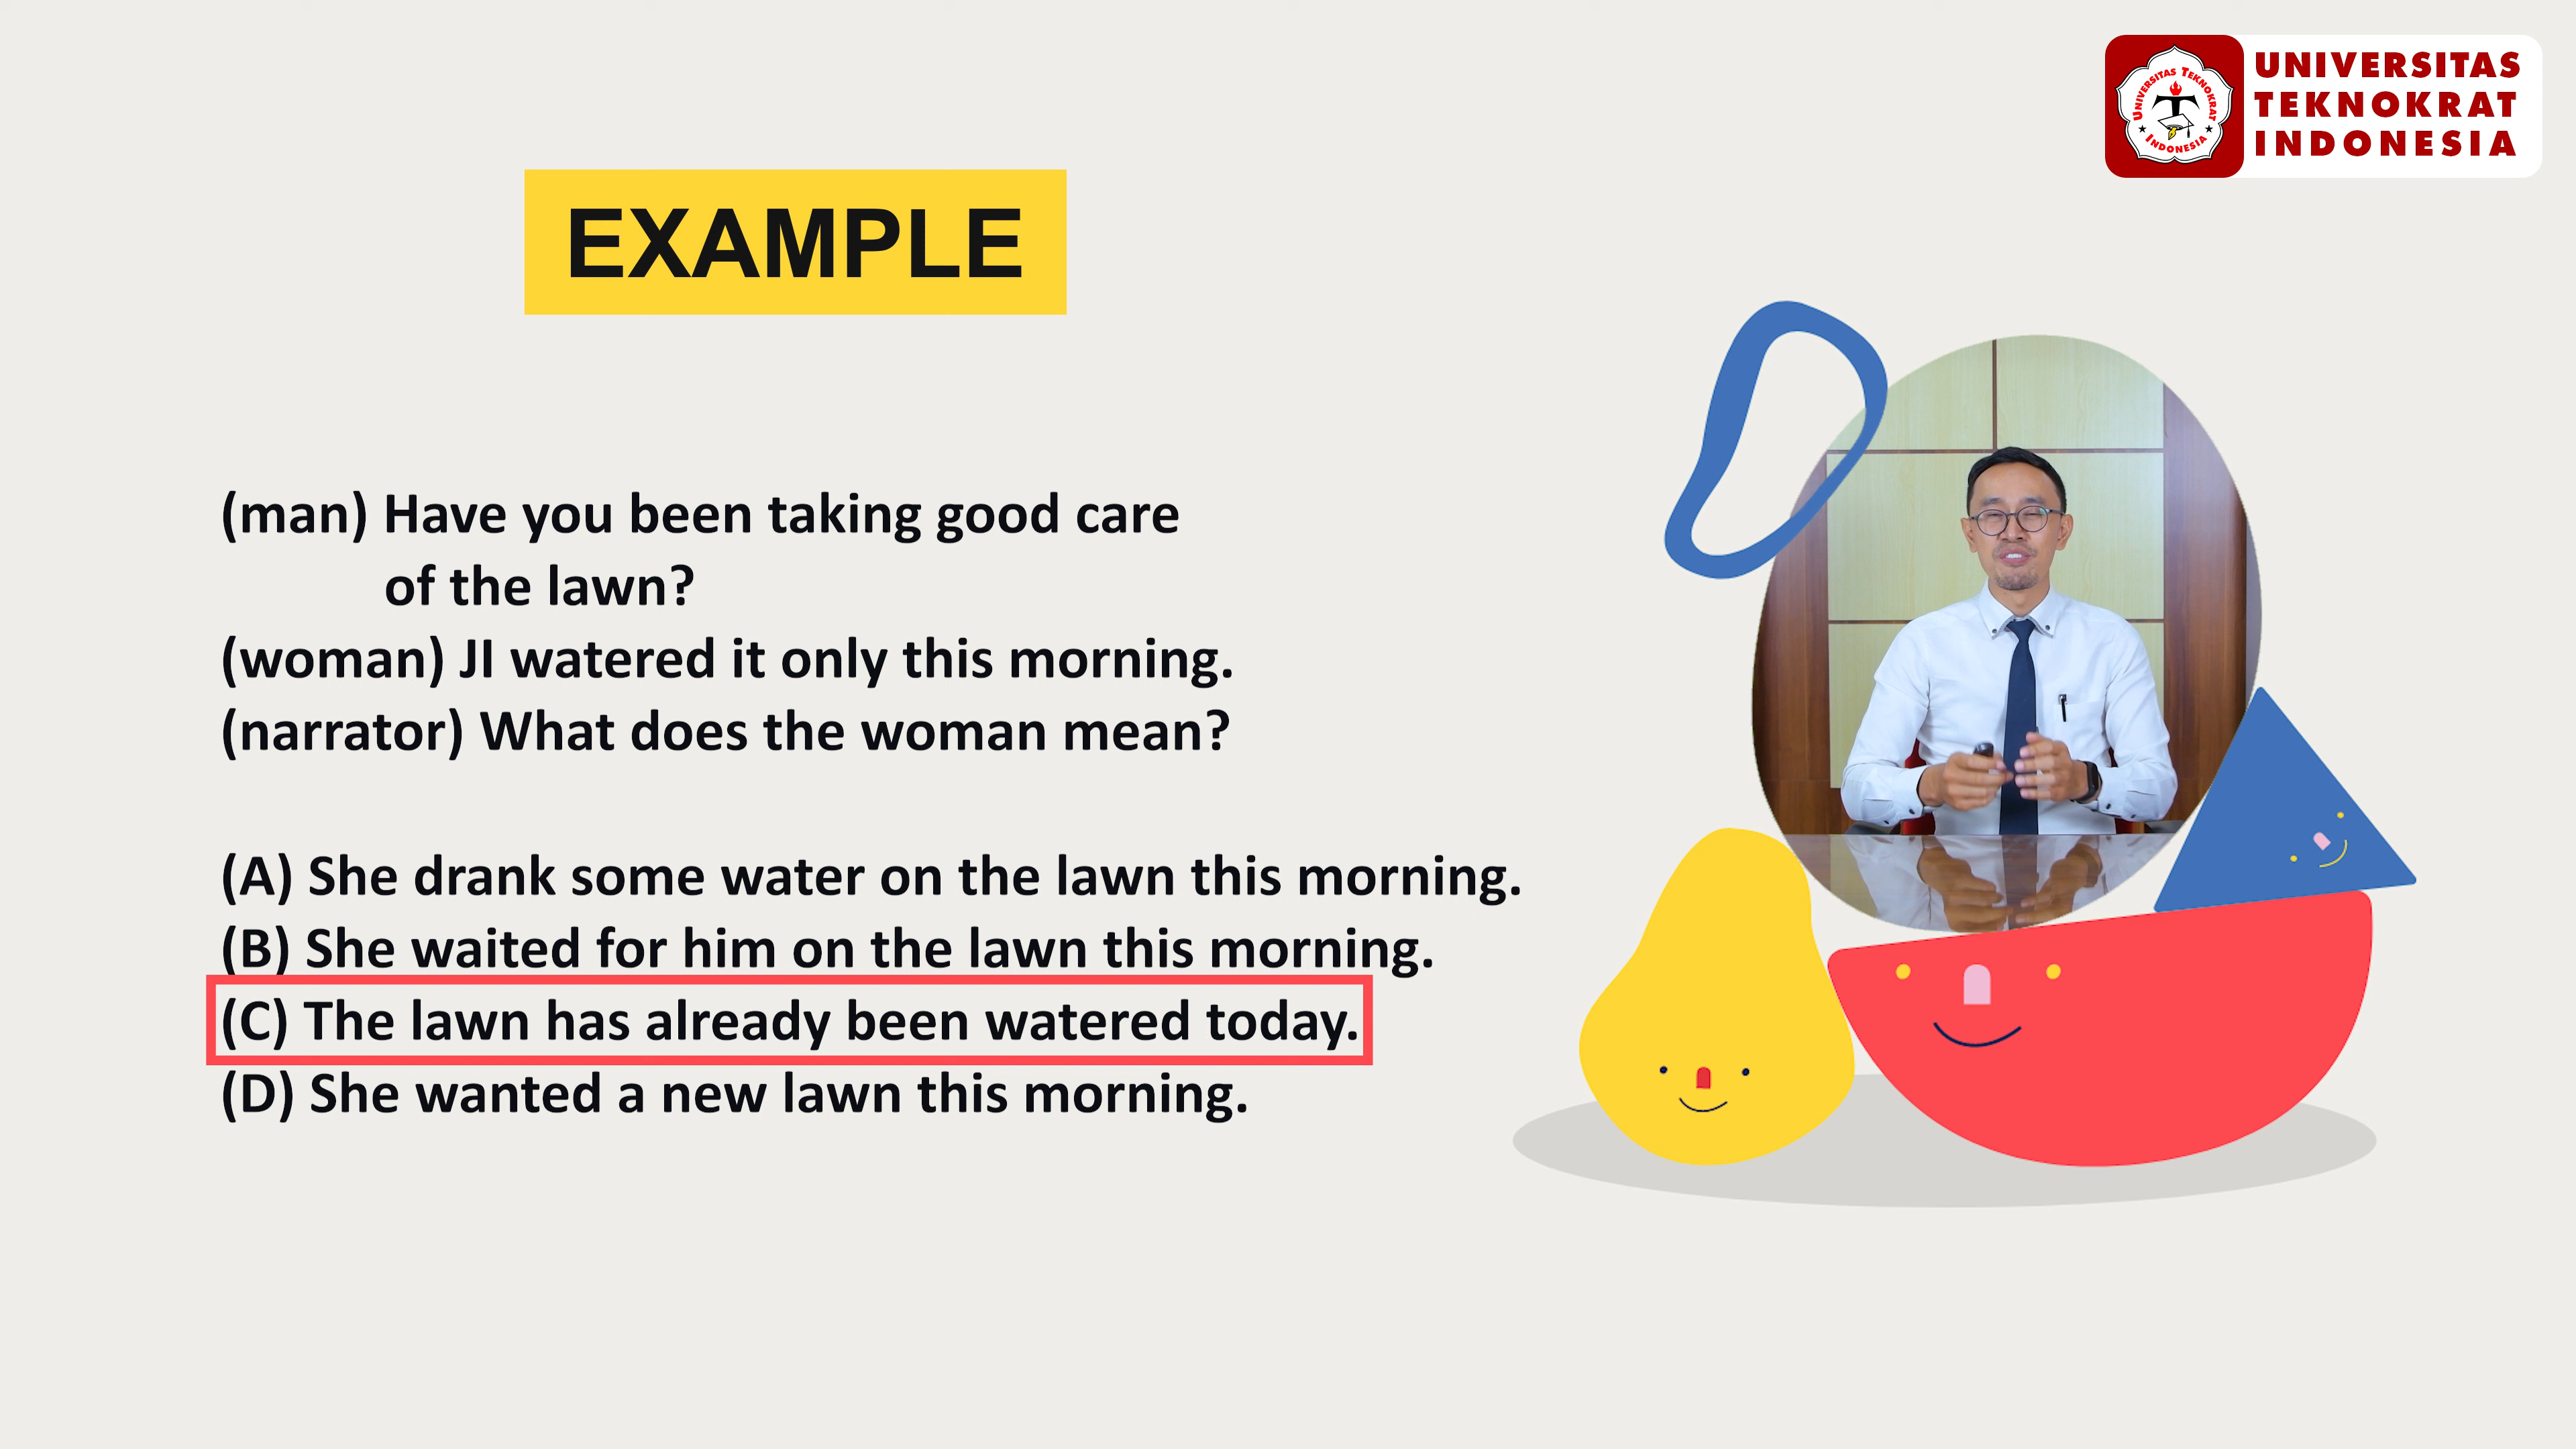 UNIVERSITAS
TEKNOKRAT
INDONESIA
UNIVERSITAS TEKNOKRAT
INDONESIA
EXAMPLE
(man) Have you been taking good care
of the lawn?
(woman) JI watered it only this morning.
(narrator) What does the woman mean?
(A) She drank some water on the lawn this morning.
(B) She waited for him on the lawn this morning.
(C) The lawn has already been watered today.
(D) She wanted a new lawn this morning.